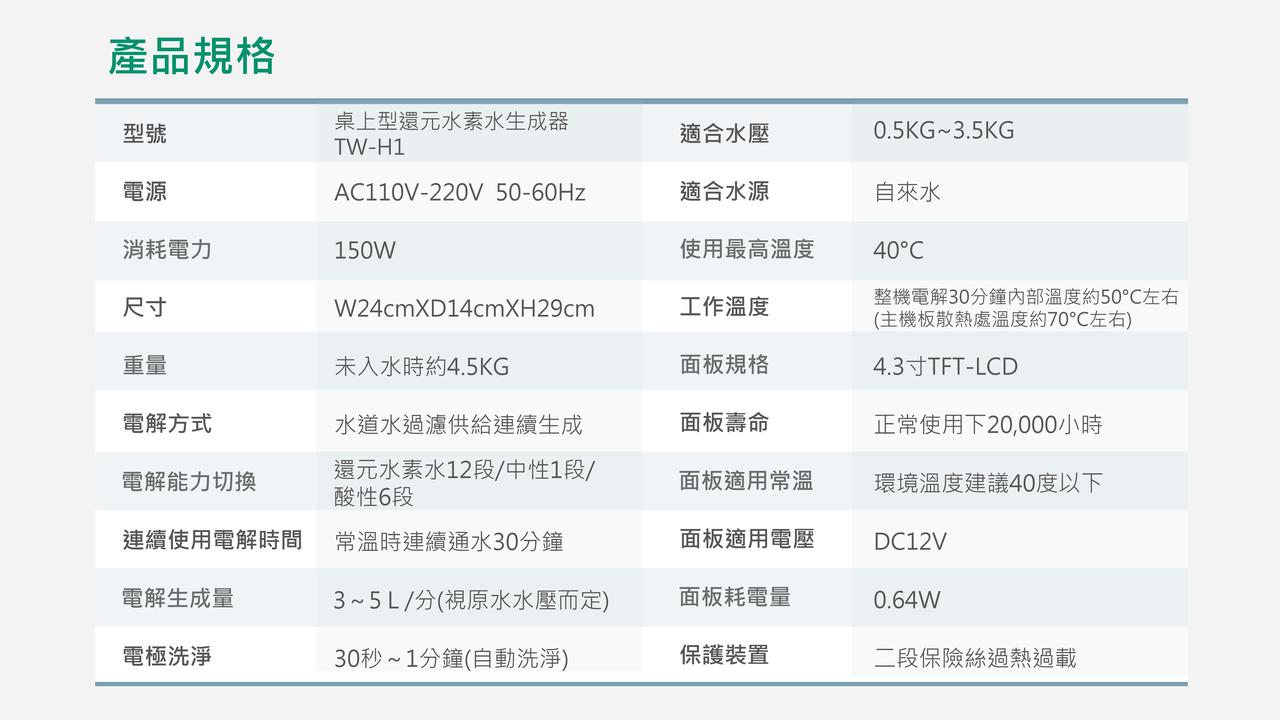 產品規格
型號
桌上型還元水素水生成器
TW-H1
適合水壓
0.5KG~3.5KG
電源
AC110V-220V 50-60Hz
適合水源
自來水
消耗電力
150W
使用最高溫度
40°C
尺寸
W24cmXD14cmXH29cm
工作溫度
整機電解30分鐘內部溫度約50°C左右
(主機板散熱處溫度約70°C左右)
重量
未入水時約4.5KG
面板規格
4.3寸TFT-LCD
電解方式
水道水過濾供給連續生成
面板壽命
正常使用下20,000小時
電解能力切換
還元水素水12段/中性1段/
酸性6段
面板適用常溫
環境溫度建議40度以下
連續使用電解時間
常溫時連續通水30分鐘
面板適用電壓
DC12V
電解生成量
3～5 L /分(視原水水壓而定)
面板耗電量
0.64W
電極洗淨
30秒～1分鐘(自動洗淨)
保護裝置
二段保險絲過熱過載